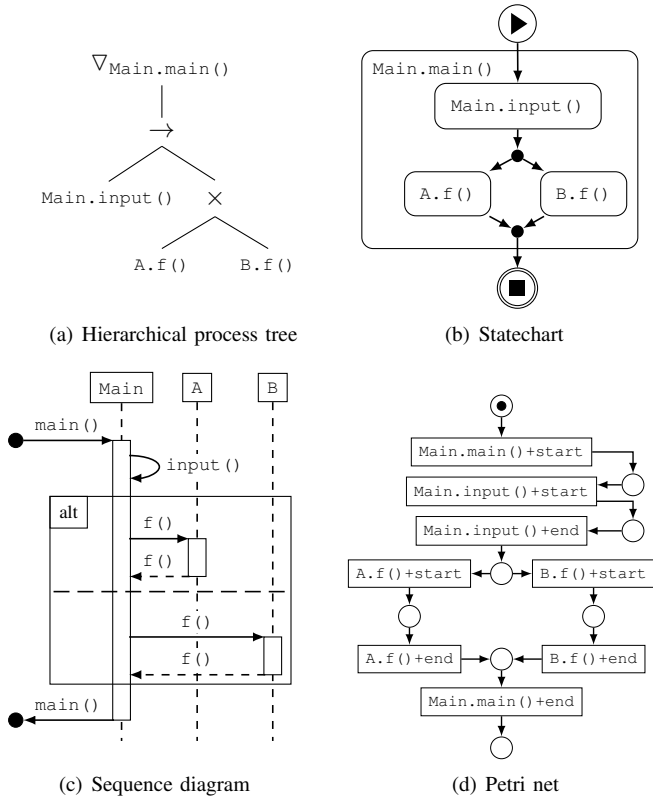 ∇Main.main()
→
Main.input() ×
A.f() B.f()
(a) Hierarchical process tree
Main.main()
Main.input()
A.f() B.f()
(b) Statechart
Main A B
main()
input()
alt
f()
f()
f()
f()
main()
(c) Sequence diagram
Main.main()+start
Main.input()+start
Main.input()+end
A.f()+start B.f()+start
A.f()+end B.f()+end
Main.main()+end
(d) Petri net